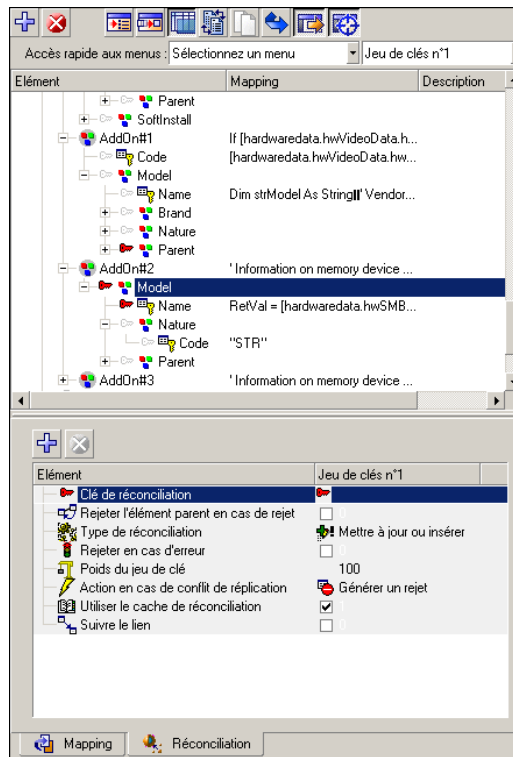 Accès rapide aux menus : Sélectionnez un menu Jeu de clés n°1
Elément Mapping Description
Parent
SoftInstall
AddOn#1 If [hardwaredata.hwVideoData.h...
Code [hardwaredata.hwVideoData.hw...
Model
Name Dim strModel As String||' Vendor...
Brand
Nature
Parent
AddOn#2 ' Information on memory device ...
Model
Name RetVal = [hardwaredata.hwSMB...
Nature
Code "STR"
Parent
AddOn#3 ' Information on memory device ...
Elément Jeu de clés n°1
Clé de réconciliation
Rejeter l'élément parent en cas de rejet 0
Type de réconciliation Mettre à jour ou insérer
Rejeter en cas d'erreur 0
Poids du jeu de clé 100
Action en cas de conflit de réplication Générer un rejet
Utiliser le cache de réconciliation 1
Suivre le lien 0
Mapping Réconciliation